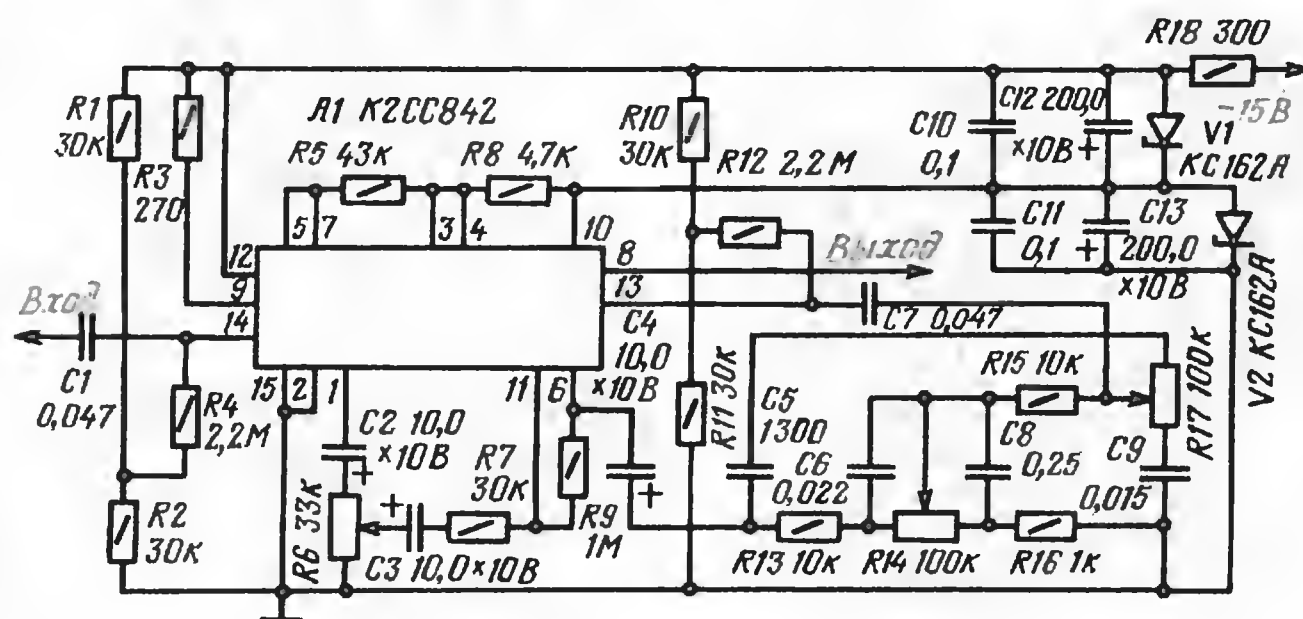 R18 300
R1
30к
A1 К2СС842
R10
30к
C10
0,1
C12 200,0
×10В
+
−15В
V1
КС162А
R3
270
R5 43к
R8 4,7к
R12 2,2М
5
7
3
4
10
C11
0,1
C13
+
200,0
×10В
V2 КС162А
12
9
14
8
13
Выход
Вход
C1
0,047
C4
10,0
×10В
C7 0,047
15
2
1
11
6
R4
2,2М
C2 10,0
×10В
+
R7
30к
R11 30к
C5
1300
R15 10к
R17 100к
C6
0,022
C8
0,25
C9
0,015
R2
30к
R6 33к
+
C3 10,0×10В
R9
1М
+
R13 10к
R14 100к
R16 1к